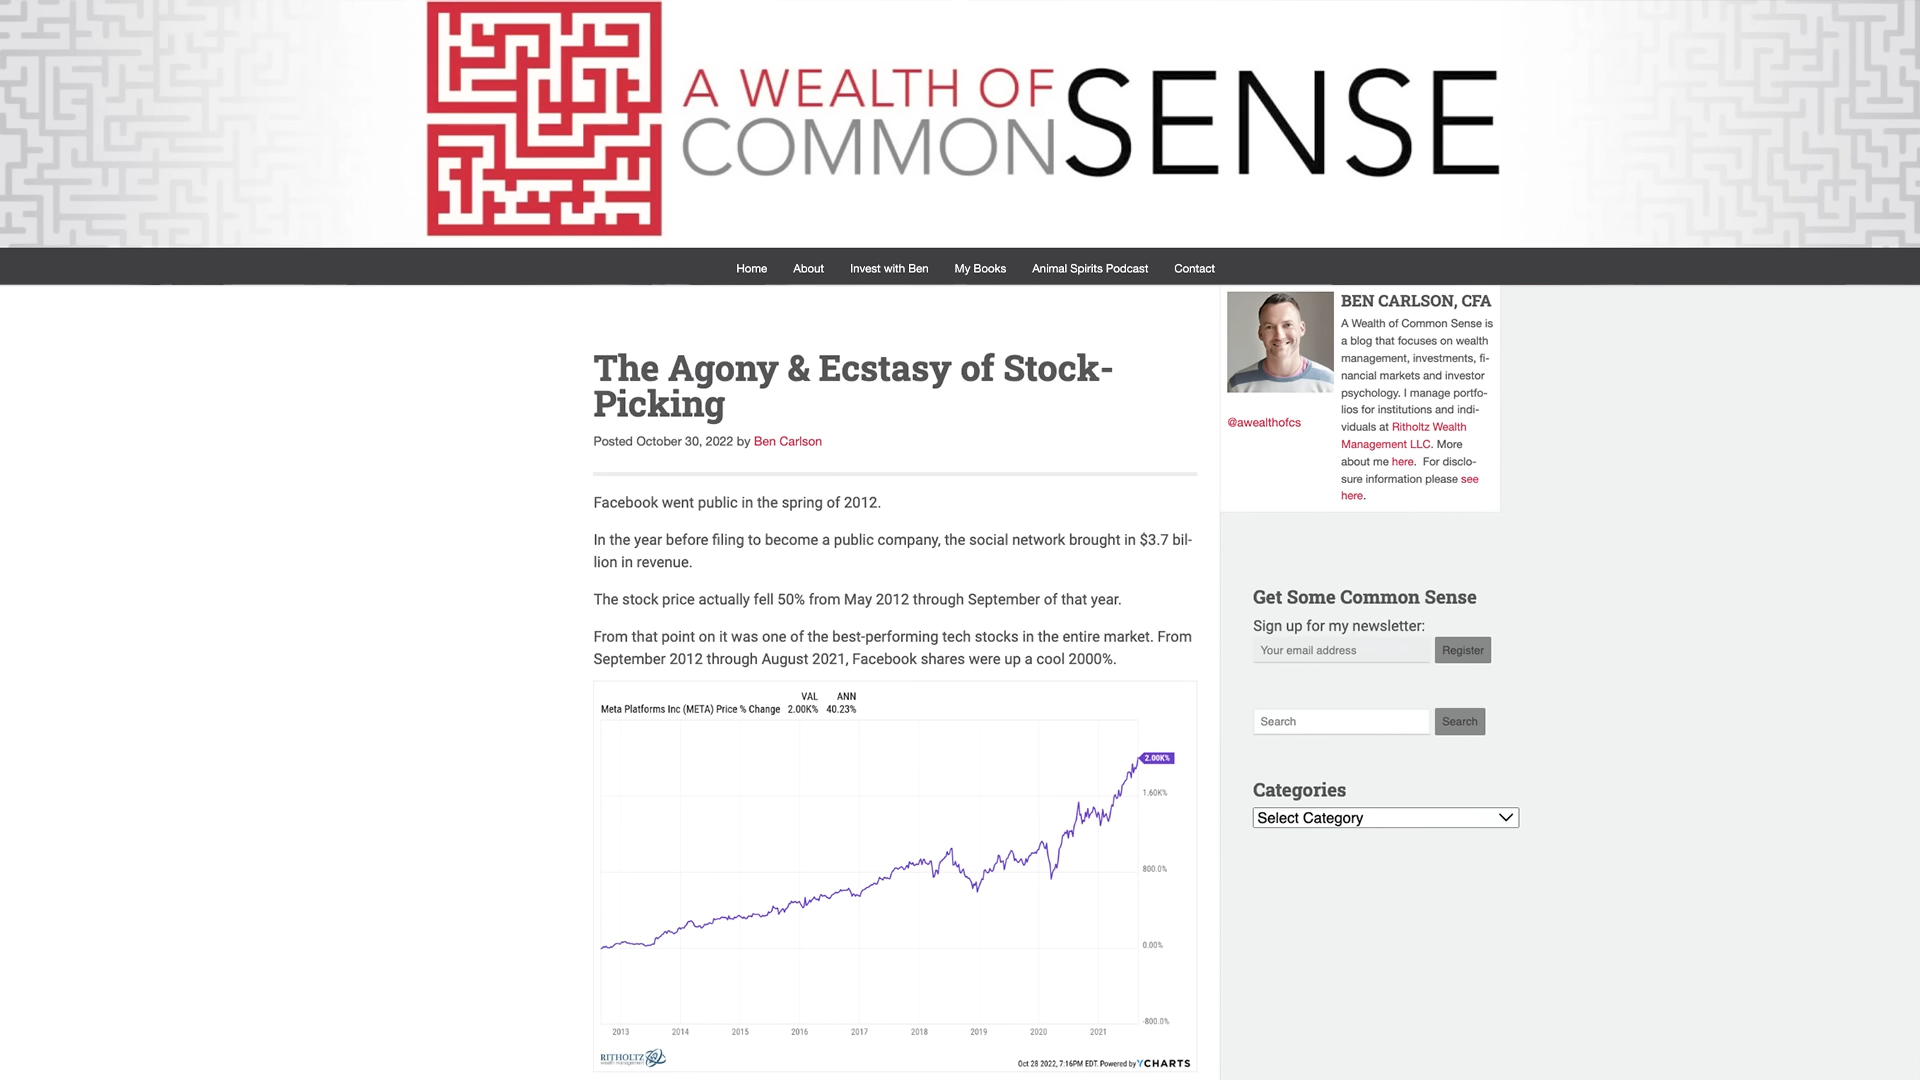 A WEALTH OF
COMMON SENSE
Home About Invest with Ben My Books Animal Spirits Podcast Contact
The Agony & Ecstasy of Stock-
Picking
Posted October 30, 2022 by Ben Carlson
Facebook went public in the spring of 2012.
In the year before filing to become a public company, the social network brought in $3.7 bil-
lion in revenue.
The stock price actually fell 50% from May 2012 through September of that year.
From that point on it was one of the best-performing tech stocks in the entire market. From
September 2012 through August 2021, Facebook shares were up a cool 2000%.
VAL ANN
Meta Platforms Inc (META) Price % Change 2.00K% 40.23%
2.00K%
1.60K%
800.0%
0.00%
-800.0%
2013 2014 2015 2016 2017 2018 2019 2020 2021
RITHOLTZ
wealth management
Oct 28 2022, 7:16PM EDT. Powered by YCHARTS
BEN CARLSON, CFA
A Wealth of Common Sense is
a blog that focuses on wealth
management, investments, fi-
nancial markets and investor
psychology. I manage portfo-
lios for institutions and indi-
viduals at Ritholtz Wealth
Management LLC. More
about me here. For disclo-
sure information please see
here.
@awealthofcs
Get Some Common Sense
Sign up for my newsletter:
Your email address Register
Search Search
Categories
Select Category